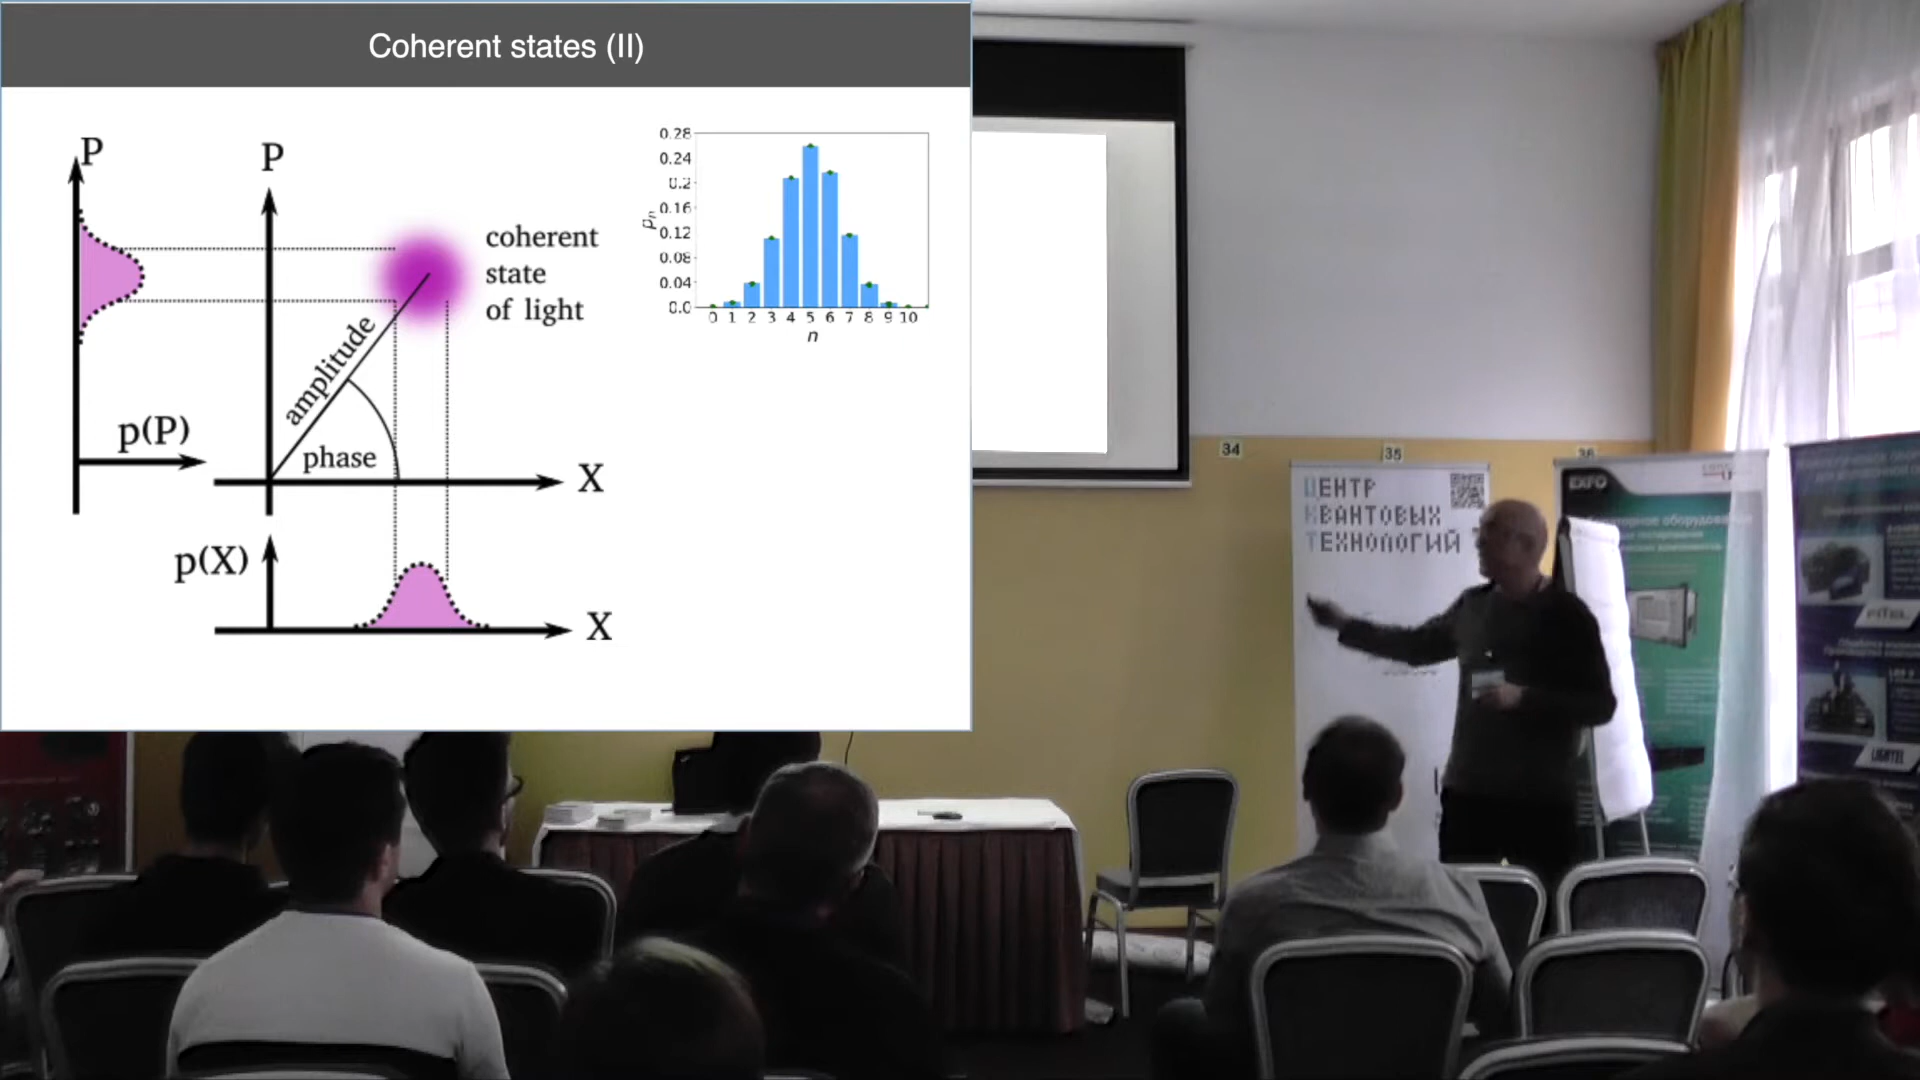 Coherent states (II)
P
P
coherent
state
of light
amplitude
phase
p(P)
X
p(X)
X
0.28
0.24
0.2
0.16
0.12
0.08
0.04
0.0
pₙ
0 1 2 3 4 5 6 7 8 9 10
n
34
35
36
ЦЕНТР
КВАНТОВЫХ
ТЕХНОЛОГИЙ
EXFO